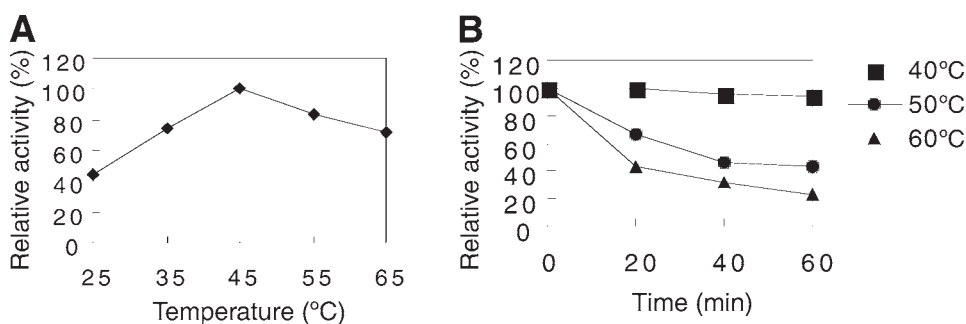 A
Relative activity (%)
120
100
80
60
40
20
0
25 35 45 55 65
Temperature (°C)
B
Relative activity (%)
120
100
80
60
40
20
0
0 20 40 60
Time (min)
40°C
50°C
60°C